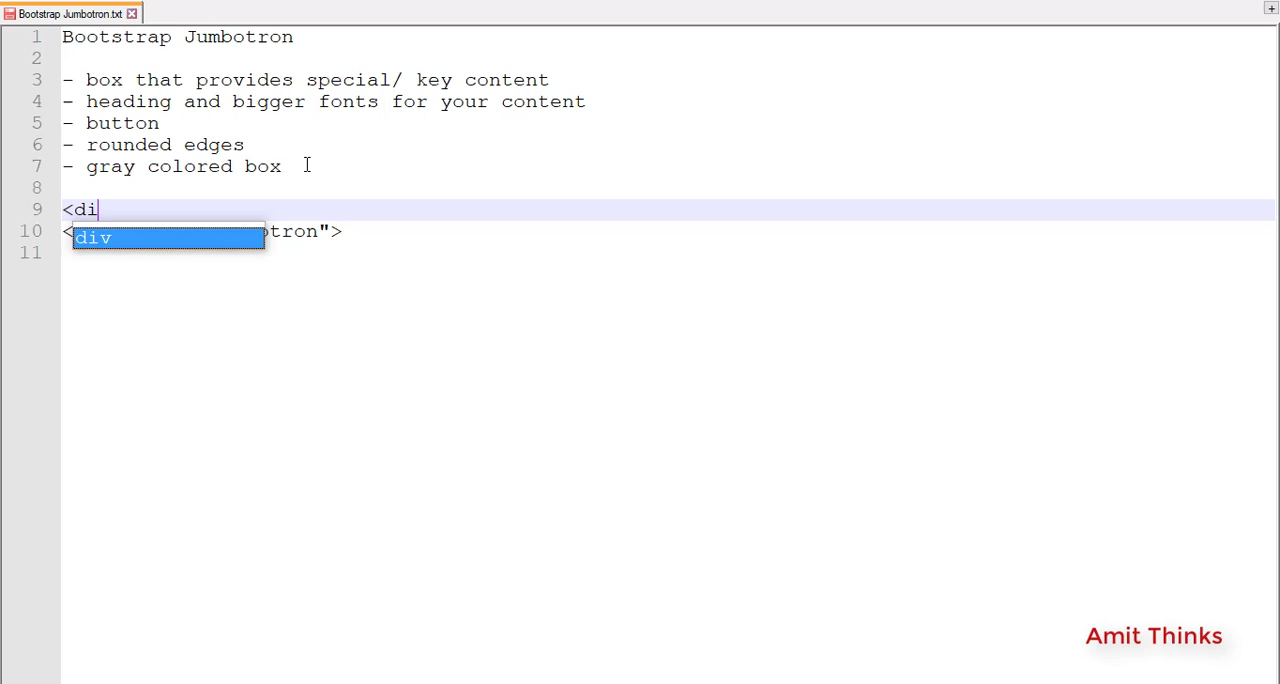 Bootstrap Jumbotron.txt
1 Bootstrap Jumbotron
2
3 - box that provides special/ key content
4 - heading and bigger fonts for your content
5 - button
6 - rounded edges
7 - gray colored box
8
9 <di
div
10 < otron">
11
Amit Thinks